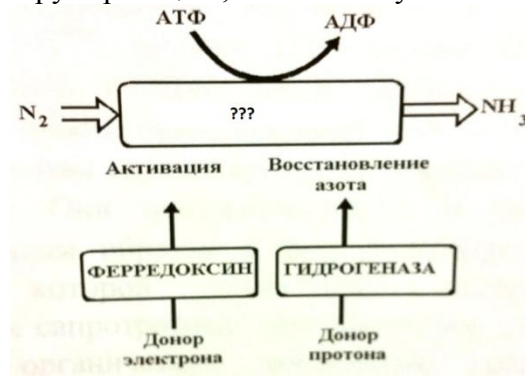 АТФ АДФ
N2 ??? NH3
Активация Восстановление
азота
ФЕРРЕДОКСИН ГИДРОГЕНАЗА
Донор Донор
электрона протона